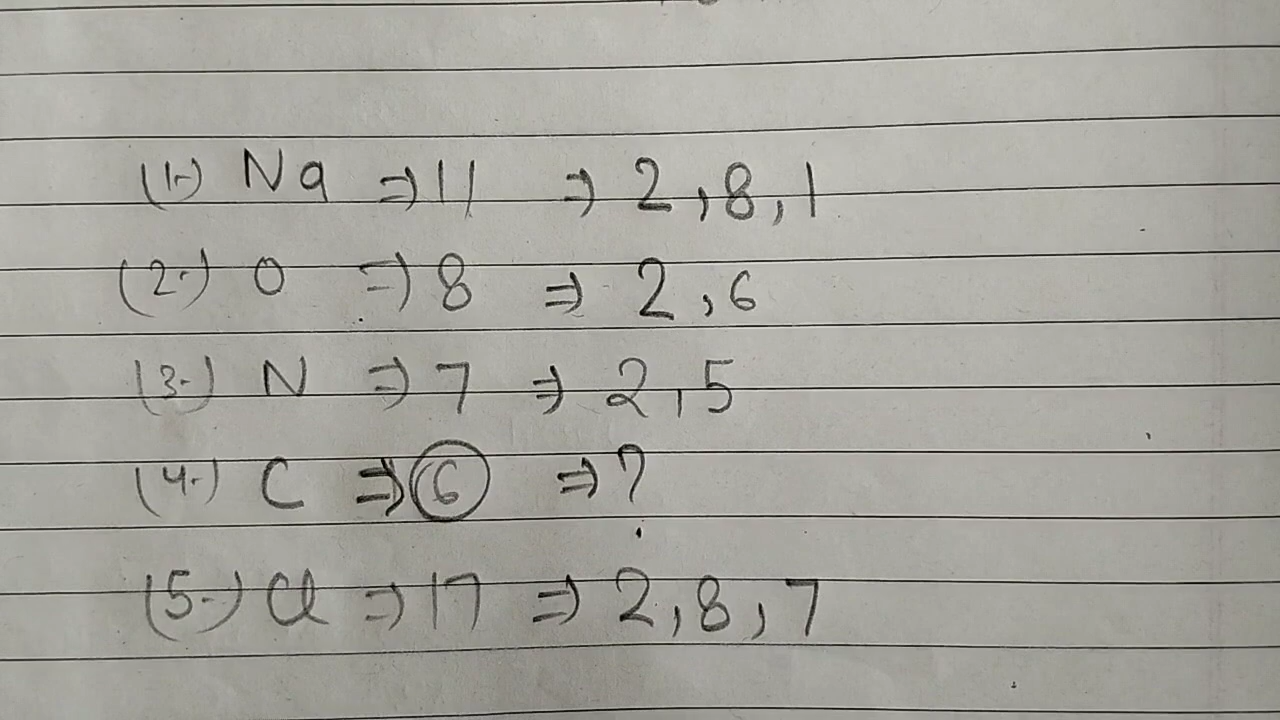 (1.) Na ⇒ 11 ⇒ 2, 8, 1
(2.) O ⇒ 8 ⇒ 2, 6
(3.) N ⇒ 7 ⇒ 2, 5
(4.) C ⇒ 6 ⇒ ?
(5.) Cl ⇒ 17 ⇒ 2, 8, 7